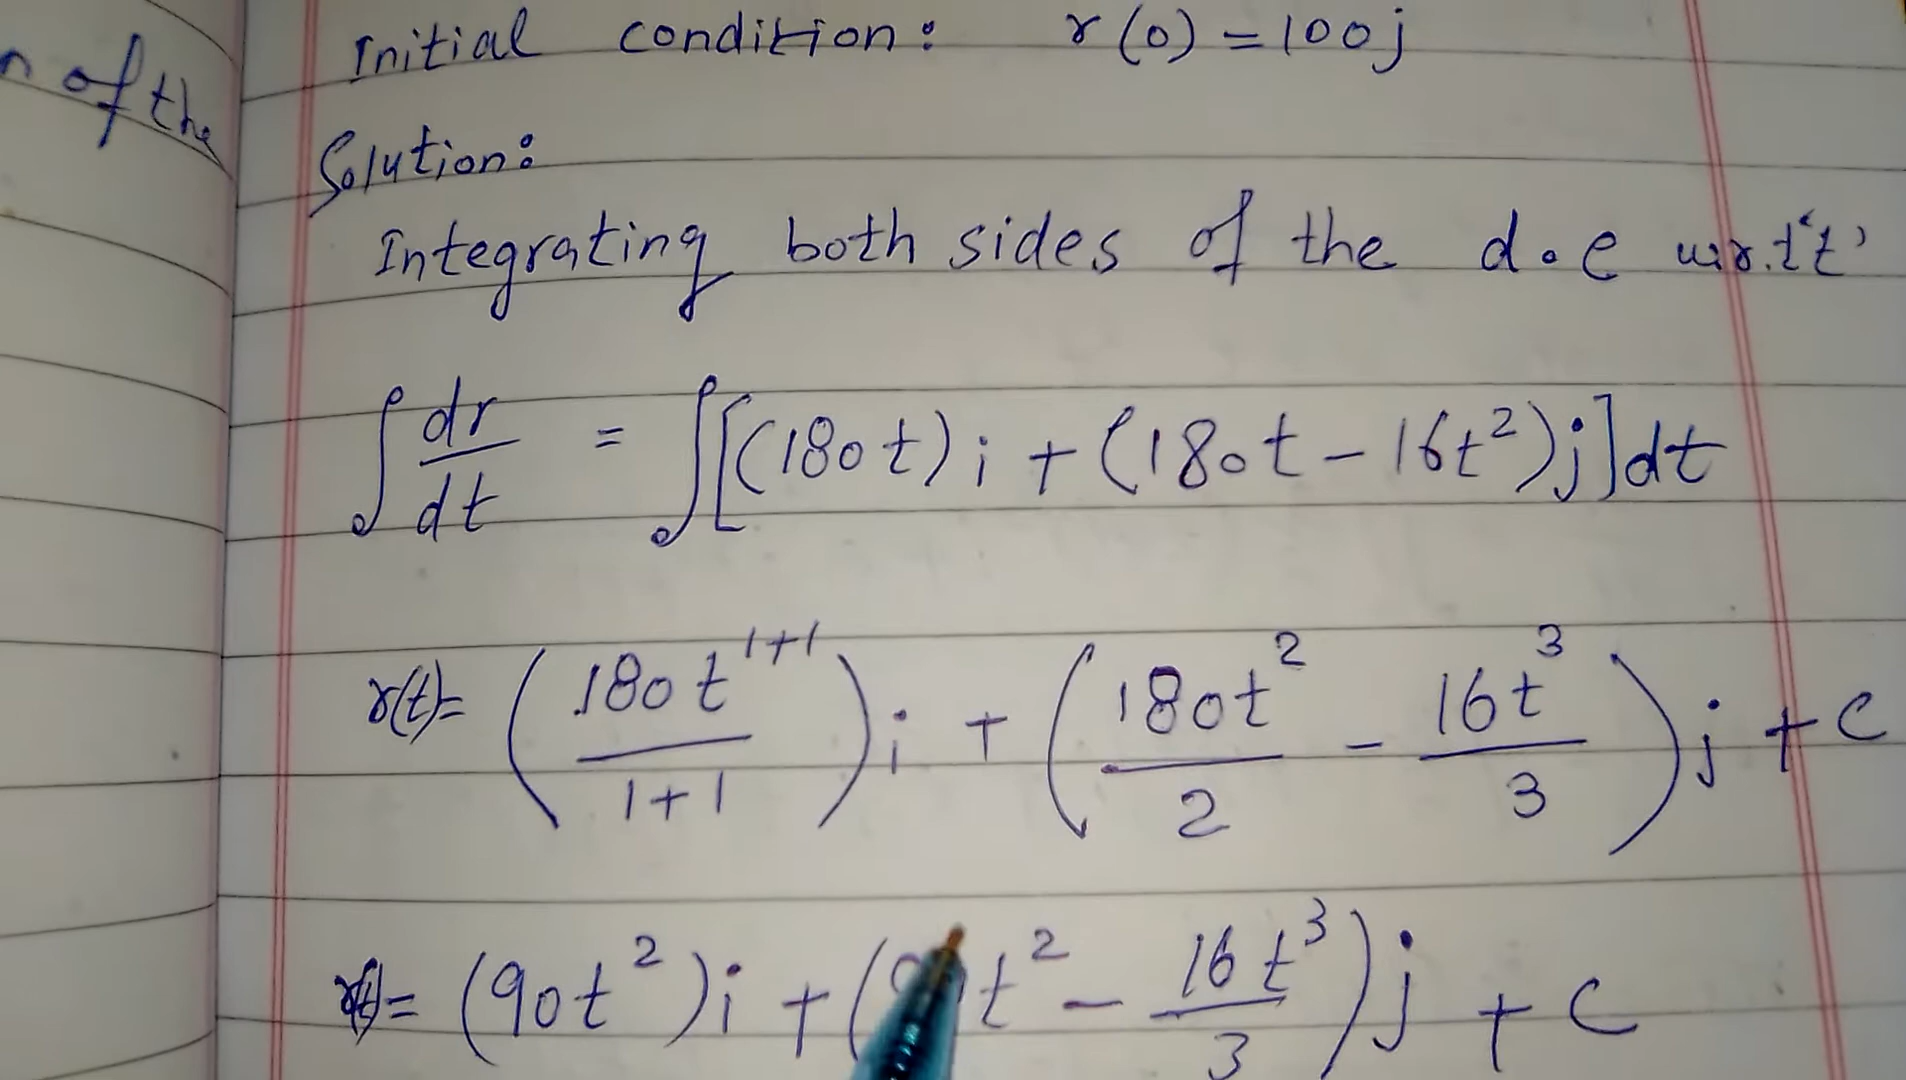 n of the
Initial condition: r(0) = 100j
Solution:
Integrating both sides of the d.e w.r.t 't'
∫ dr/dt = ∫[(180t)i + (180t - 16t²)j]dt
r(t)= (180t^(1+1)/(1+1))i + (180t²/2 - 16t³/3)j + c
r(t)= (90t²)i + ( t² - 16t³/3)j + c